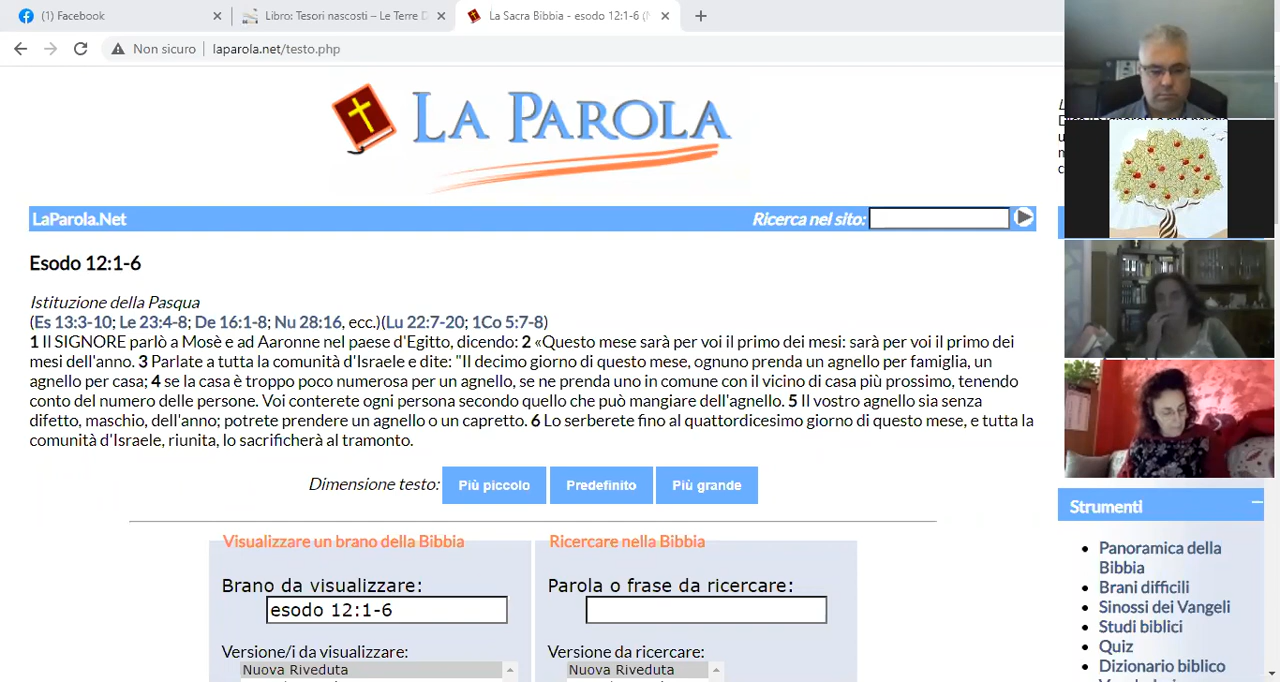 (1) Facebook
Libro: Tesori nascosti – Le Terre D
La Sacra Bibbia - esodo 12:1-6 (N
Non sicuro
laparola.net/testo.php
LA PAROLA
LaParola.Net
Ricerca nel sito:
Esodo 12:1-6
Istituzione della Pasqua
(Es 13:3-10; Le 23:4-8; De 16:1-8; Nu 28:16, ecc.)(Lu 22:7-20; 1Co 5:7-8)
1 Il SIGNORE parlò a Mosè e ad Aaronne nel paese d'Egitto, dicendo: 2 «Questo mese sarà per voi il primo dei mesi: sarà per voi il primo dei
mesi dell'anno. 3 Parlate a tutta la comunità d'Israele e dite: "Il decimo giorno di questo mese, ognuno prenda un agnello per famiglia, un
agnello per casa; 4 se la casa è troppo poco numerosa per un agnello, se ne prenda uno in comune con il vicino di casa più prossimo, tenendo
conto del numero delle persone. Voi conterete ogni persona secondo quello che può mangiare dell'agnello. 5 Il vostro agnello sia senza
difetto, maschio, dell'anno; potrete prendere un agnello o un capretto. 6 Lo serberete fino al quattordicesimo giorno di questo mese, e tutta la
comunità d'Israele, riunita, lo sacrificherà al tramonto.
Dimensione testo: Più piccolo Predefinito Più grande
Visualizzare un brano della Bibbia
Brano da visualizzare:
esodo 12:1-6
Versione/i da visualizzare:
Nuova Riveduta
Ricercare nella Bibbia
Parola o frase da ricercare:
Versione da ricercare:
Nuova Riveduta
Strumenti
Panoramica della
Bibbia
Brani difficili
Sinossi dei Vangeli
Studi biblici
Quiz
Dizionario biblico